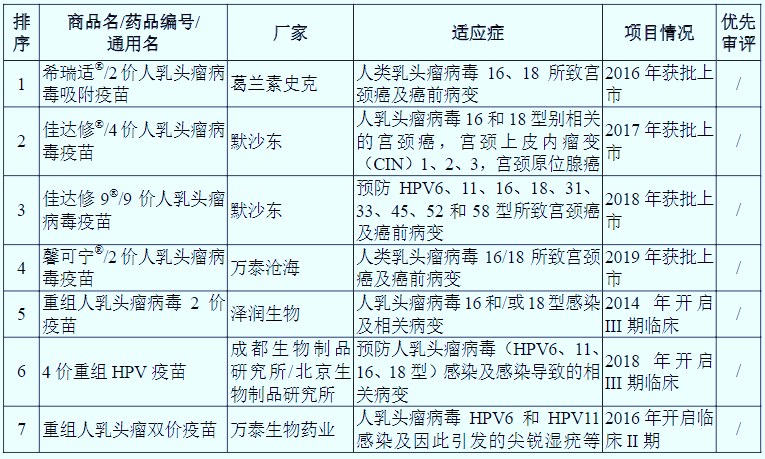 排序 商品名/药品编号/通用名 厂家 适应症 项目情况 优先审评
1 希瑞适®/2价人乳头瘤病毒吸附疫苗 葛兰素史克 人类乳头瘤病毒 16、18 所致宫颈癌及癌前病变 2016 年获批上市 /
2 佳达修®/4价人乳头瘤病毒疫苗 默沙东 人乳头瘤病毒 16 和 18 型别相关的宫颈癌，宫颈上皮内瘤变（CIN）1、2、3，宫颈原位腺癌 2017 年获批上市 /
3 佳达修 9®/9 价人乳头瘤病毒疫苗 默沙东 预防 HPV6、11、16、18、31、33、45、52 和 58 型所致宫颈癌及癌前病变 2018 年获批上市 /
4 馨可宁®/2价人乳头瘤病毒疫苗 万泰沧海 人类乳头瘤病毒 16/18 所致宫颈癌及癌前病变 2019 年获批上市 /
5 重组人乳头瘤病毒 2 价疫苗 泽润生物 人乳头瘤病毒 16 和/或 18 型感染及相关病变 2014 年开启 III 期临床 /
6 4 价重组 HPV 疫苗 成都生物制品研究所/北京生物制品研究所 预防人乳头瘤病毒（HPV6、11、16、18 型）感染及感染导致的相关病变 2018 年开启 III 期临床 /
7 重组人乳头瘤双价疫苗 万泰生物药业 人乳头瘤病毒 HPV6 和 HPV11 感染及因此引发的尖锐湿疣等 2016 年开启临床 II 期 /